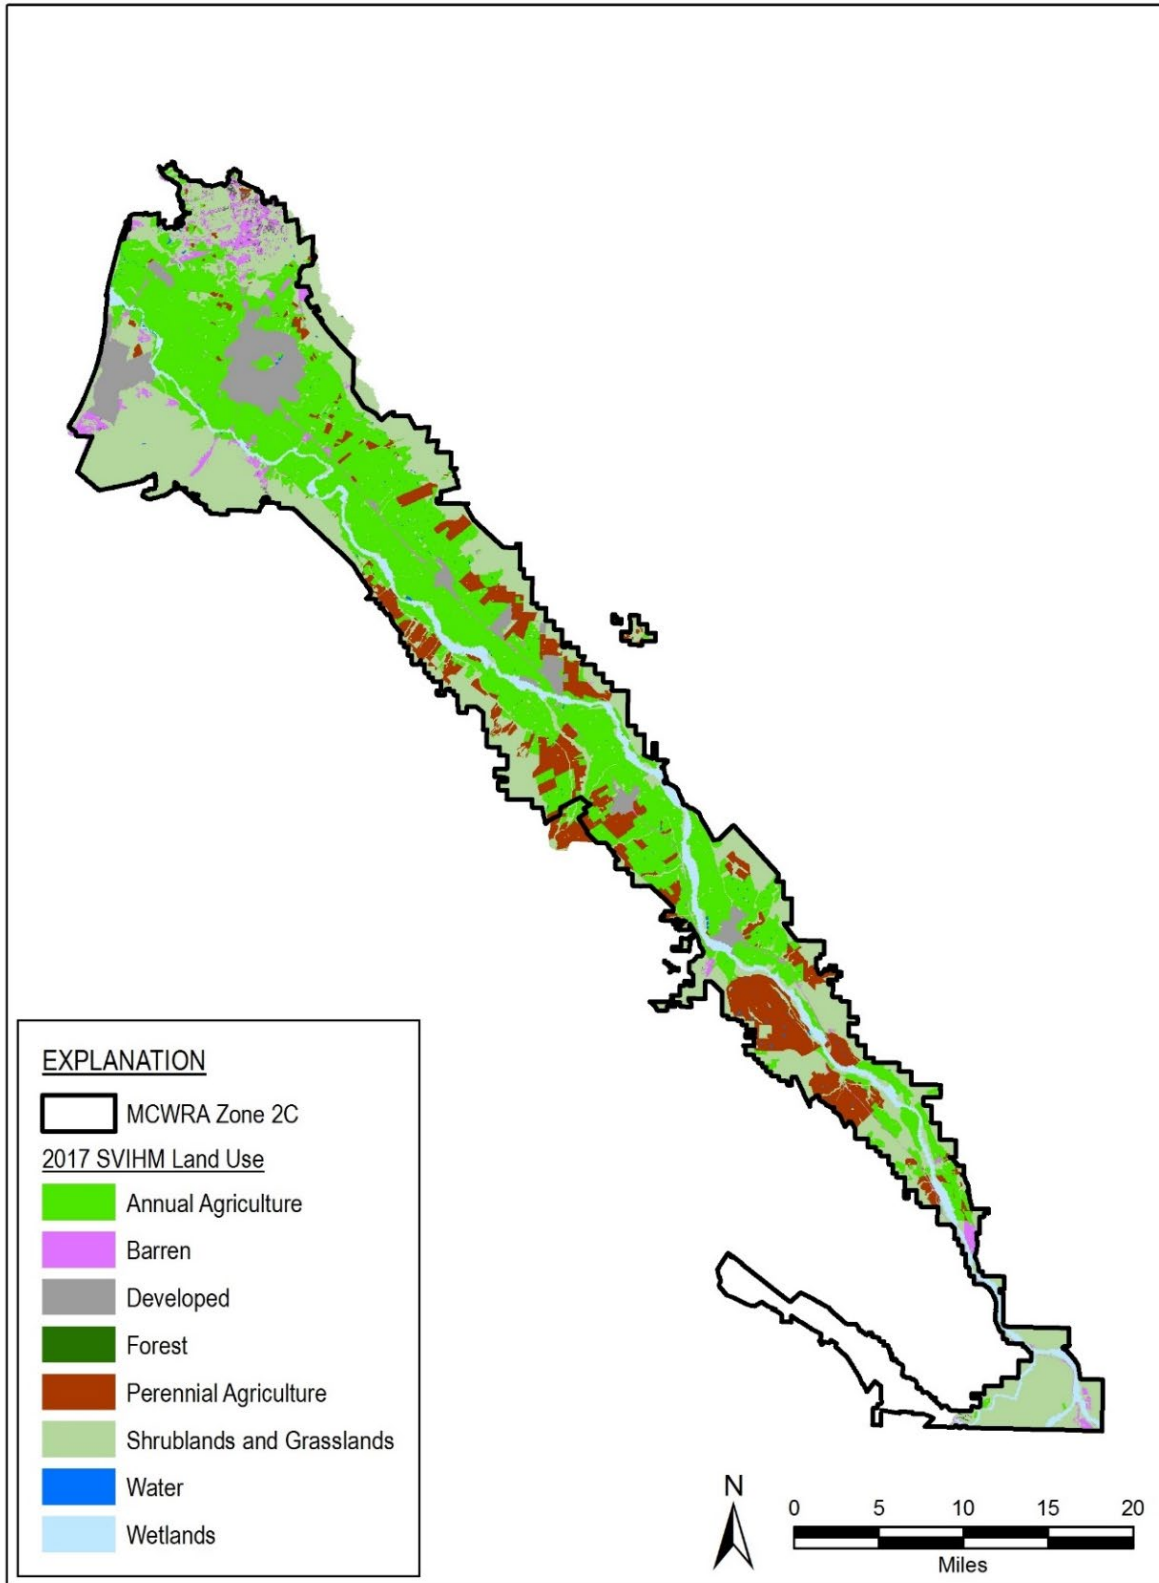 EXPLANATION
MCWRA Zone 2C
2017 SVIHM Land Use
Annual Agriculture
Barren
Developed
Forest
Perennial Agriculture
Shrublands and Grasslands
Water
Wetlands
N
0 5 10 15 20
Miles